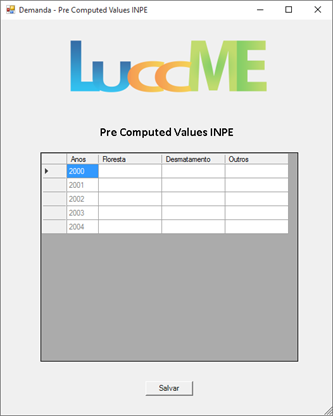 Demanda - Pre Computed Values INPE
LuccME
Pre Computed Values INPE
Anos Floresta Desmatamento Outros
2000
2001
2002
2003
2004
Salvar